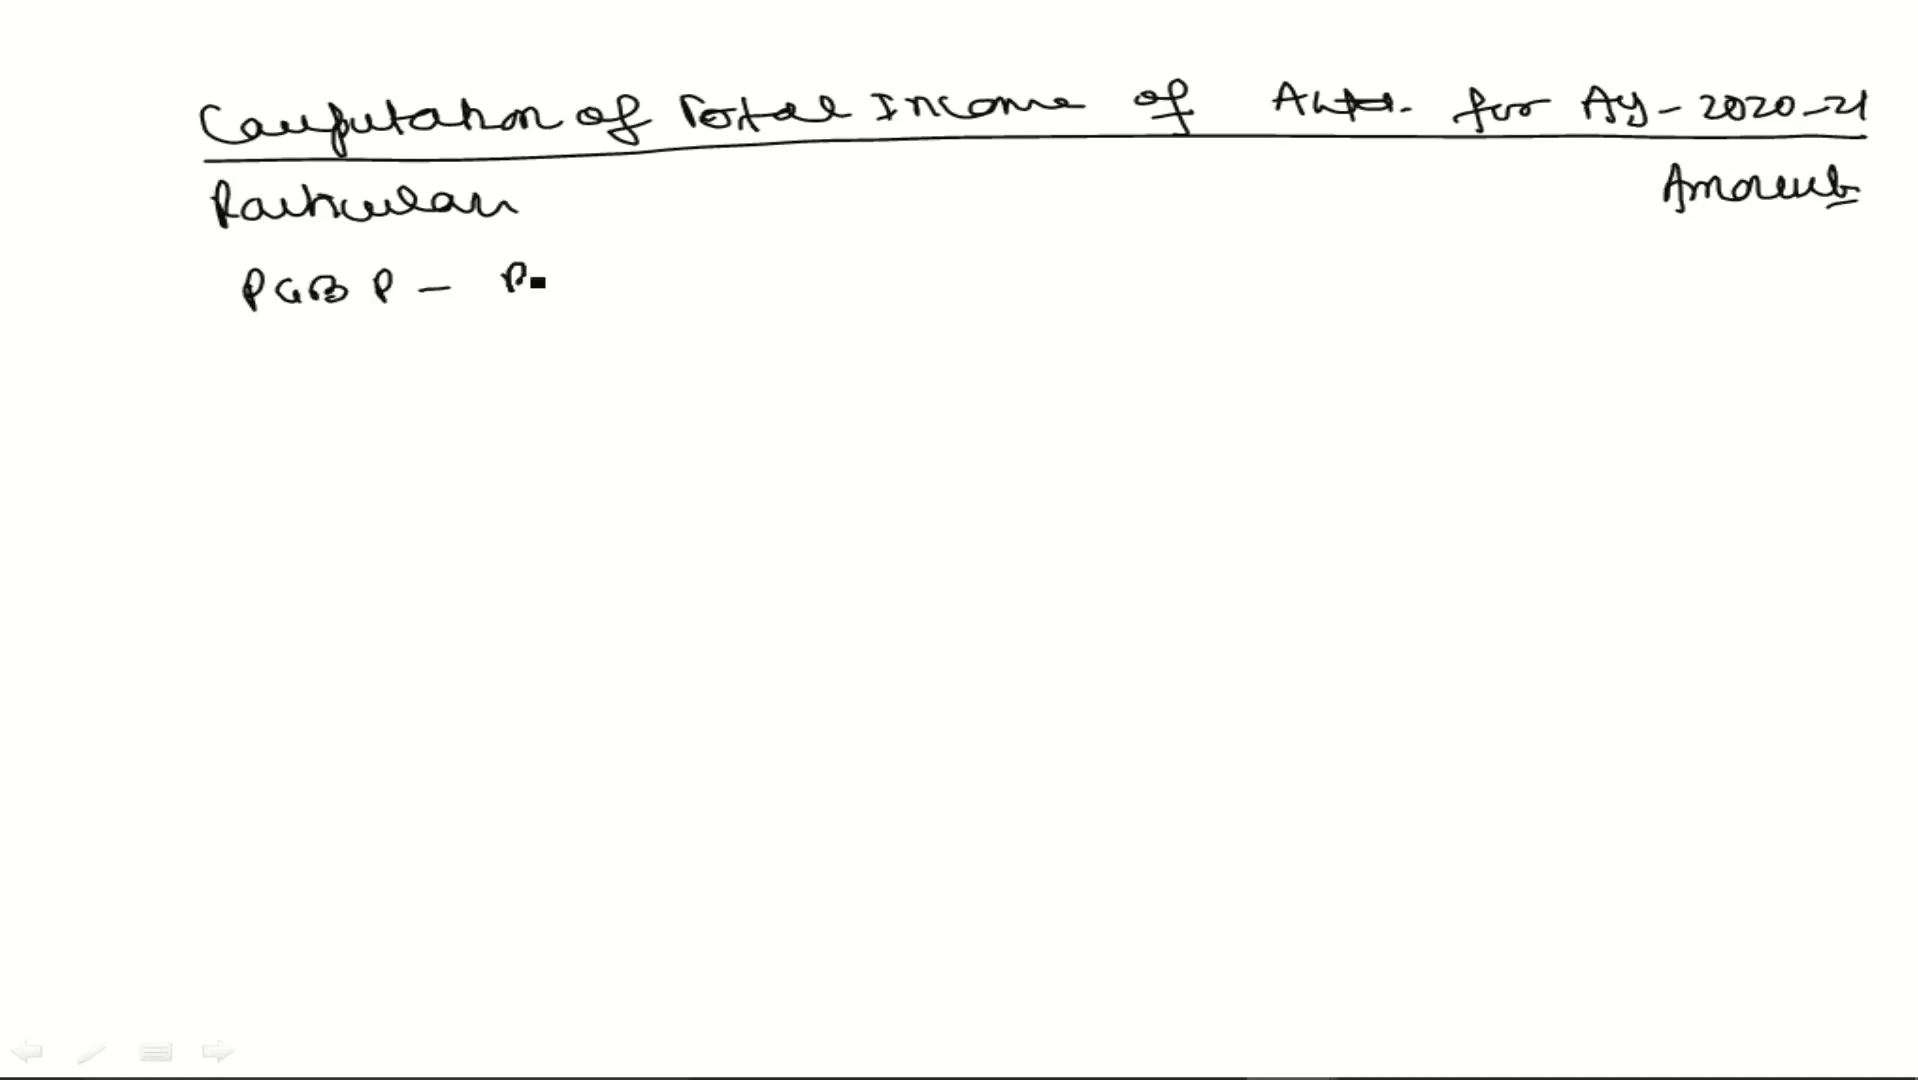 Computation of Total Income of for AY - 2020-21
Particulars
Amount
PGBP - P